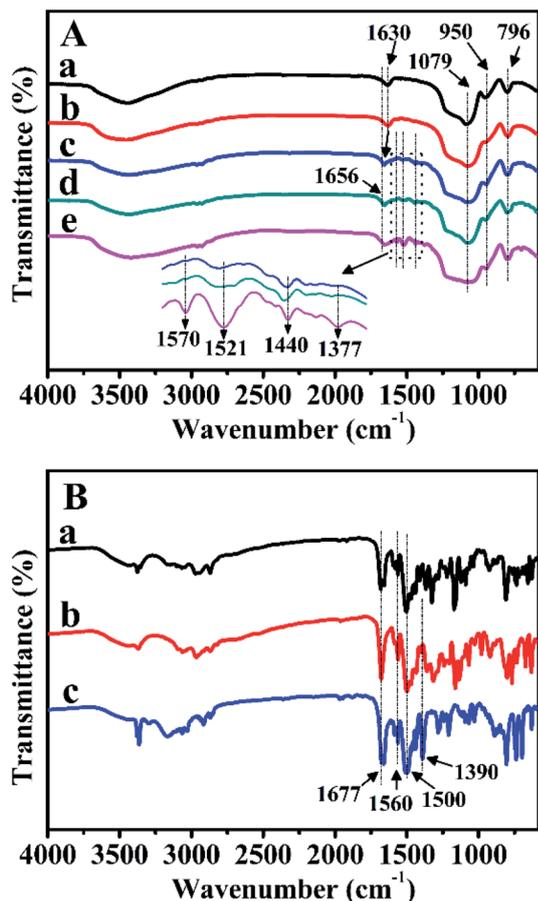 A
1630
950
796
1079
a
b
c
1656
d
e
1570
1521
1440
1377
Transmittance (%)
4000 3500 3000 2500 2000 1500 1000
Wavenumber (cm⁻¹)
B
a
b
c
1390
1677
1560
1500
Transmittance (%)
4000 3500 3000 2500 2000 1500 1000
Wavenumber (cm⁻¹)